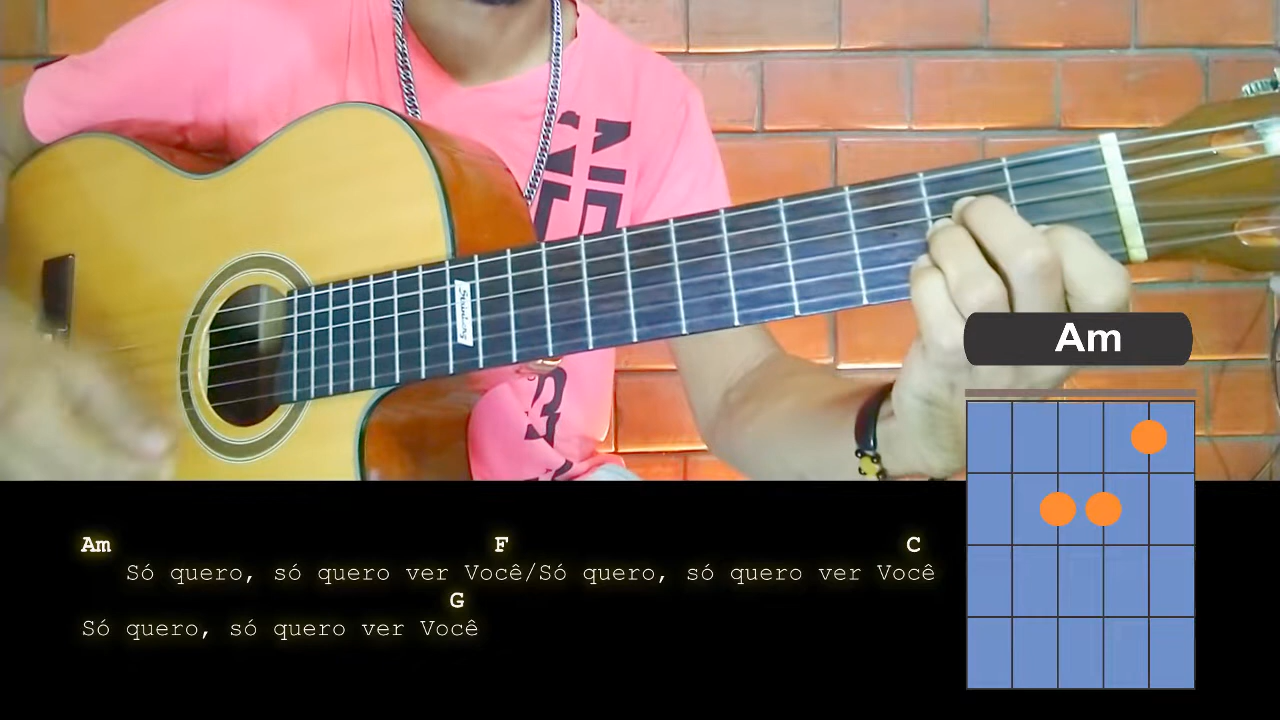 Am
Am F C
Só quero, só quero ver Você/Só quero, só quero ver Você
G
Só quero, só quero ver Você